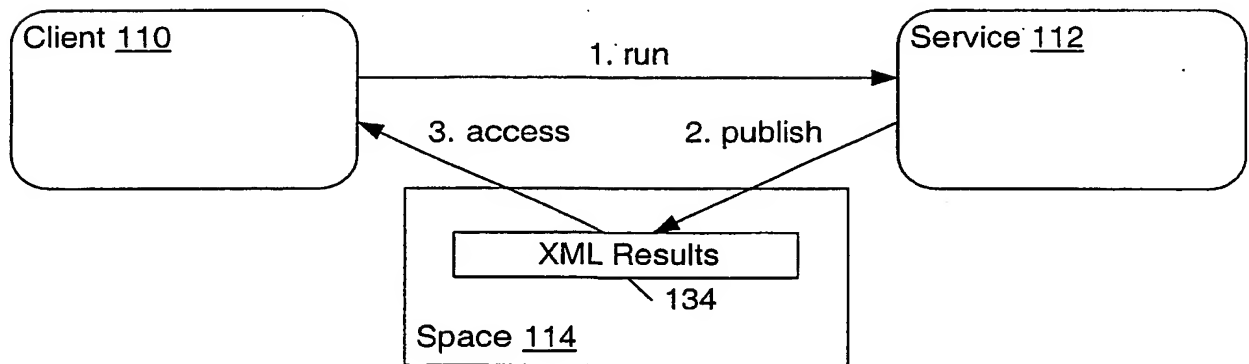 Client 110
Service 112
1. run
3. access
2. publish
XML Results
134
Space 114